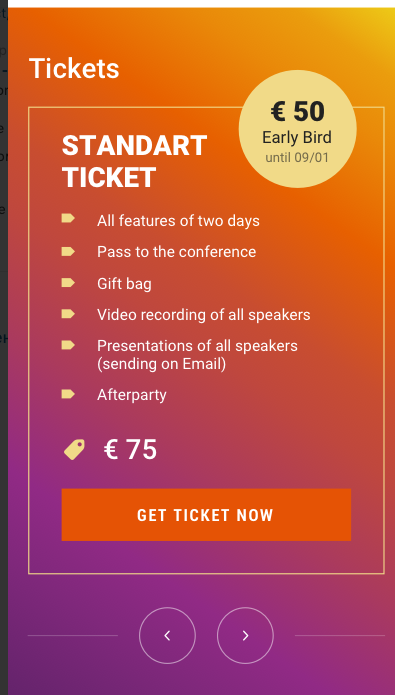 Tickets
€ 50
Early Bird
until 09/01
STANDART
TICKET
All features of two days
Pass to the conference
Gift bag
Video recording of all speakers
Presentations of all speakers
(sending on Email)
Afterparty
€ 75
GET TICKET NOW